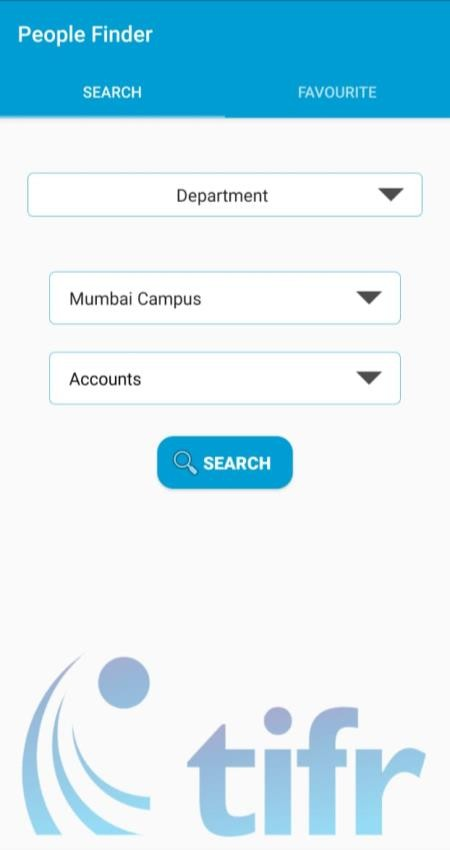 People Finder
SEARCH FAVOURITE
Department
Mumbai Campus
Accounts
SEARCH
tifr